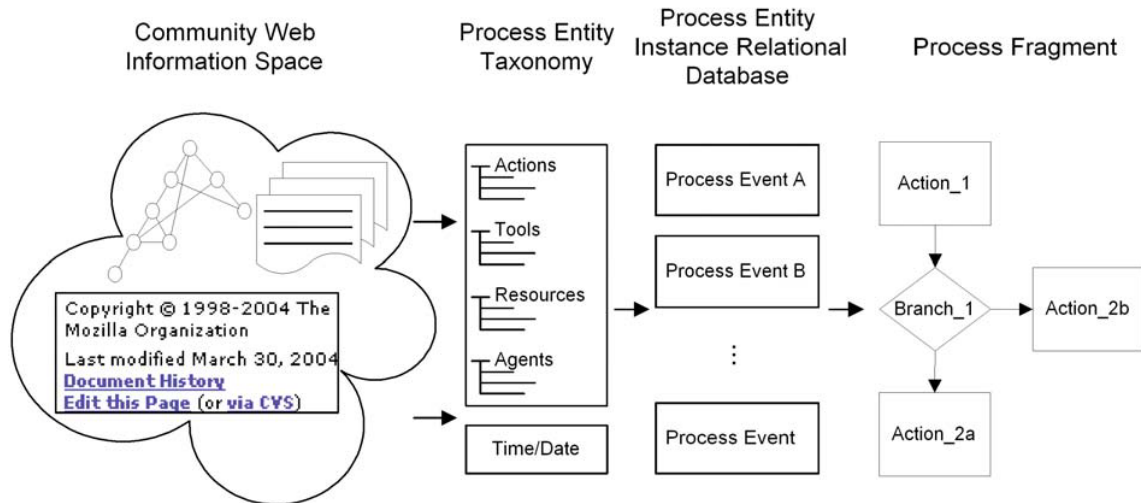 Community Web
Information Space
Process Entity
Taxonomy
Process Entity
Instance Relational
Database
Process Fragment
Copyright © 1998-2004 The
Mozilla Organization
Last modified March 30, 2004
Document History
Edit this Page (or via CVS)
Actions
Tools
Resources
Agents
Time/Date
Process Event A
Process Event B
⋮
Process Event
Action_1
Branch_1
Action_2b
Action_2a